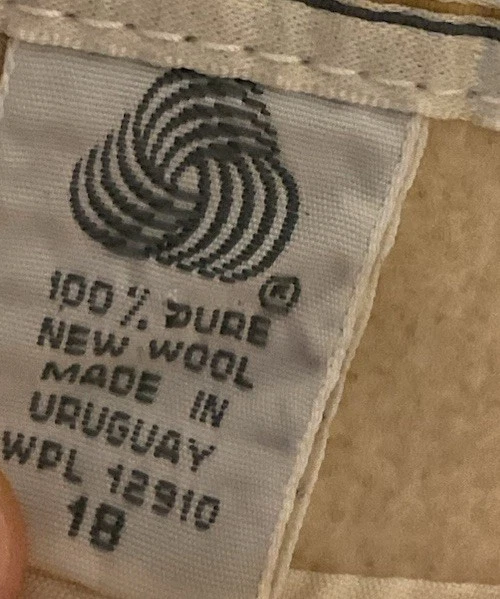 ®
100% PURE
NEW WOOL
MADE IN
URUGUAY
WPL 12910
18